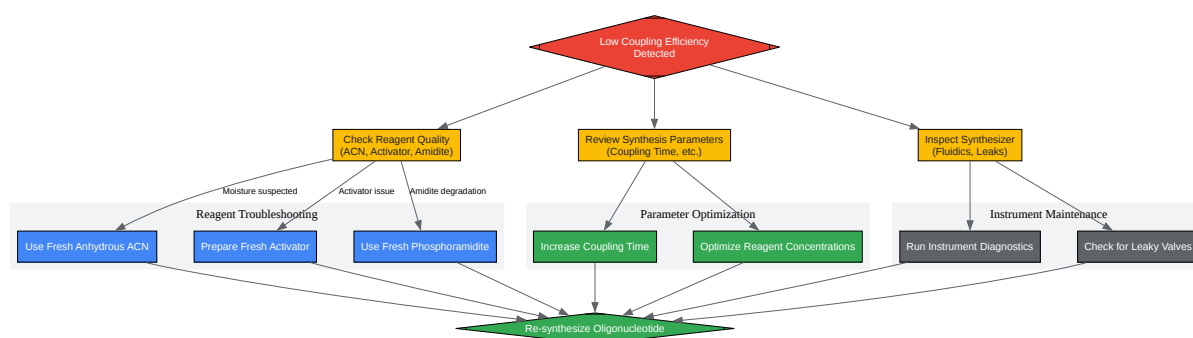 Low Coupling Efficiency
Detected
Check Reagent Quality
(ACN, Activator, Amidite)
Review Synthesis Parameters
(Coupling Time, etc.)
Inspect Synthesizer
(Fluidics, Leaks)
Moisture suspected
Activator issue
Amidite degradation
Reagent Troubleshooting
Parameter Optimization
Instrument Maintenance
Use Fresh Anhydrous ACN
Prepare Fresh Activator
Use Fresh Phosphoramidite
Increase Coupling Time
Optimize Reagent Concentrations
Run Instrument Diagnostics
Check for Leaky Valves
Re-synthesize Oligonucleotide